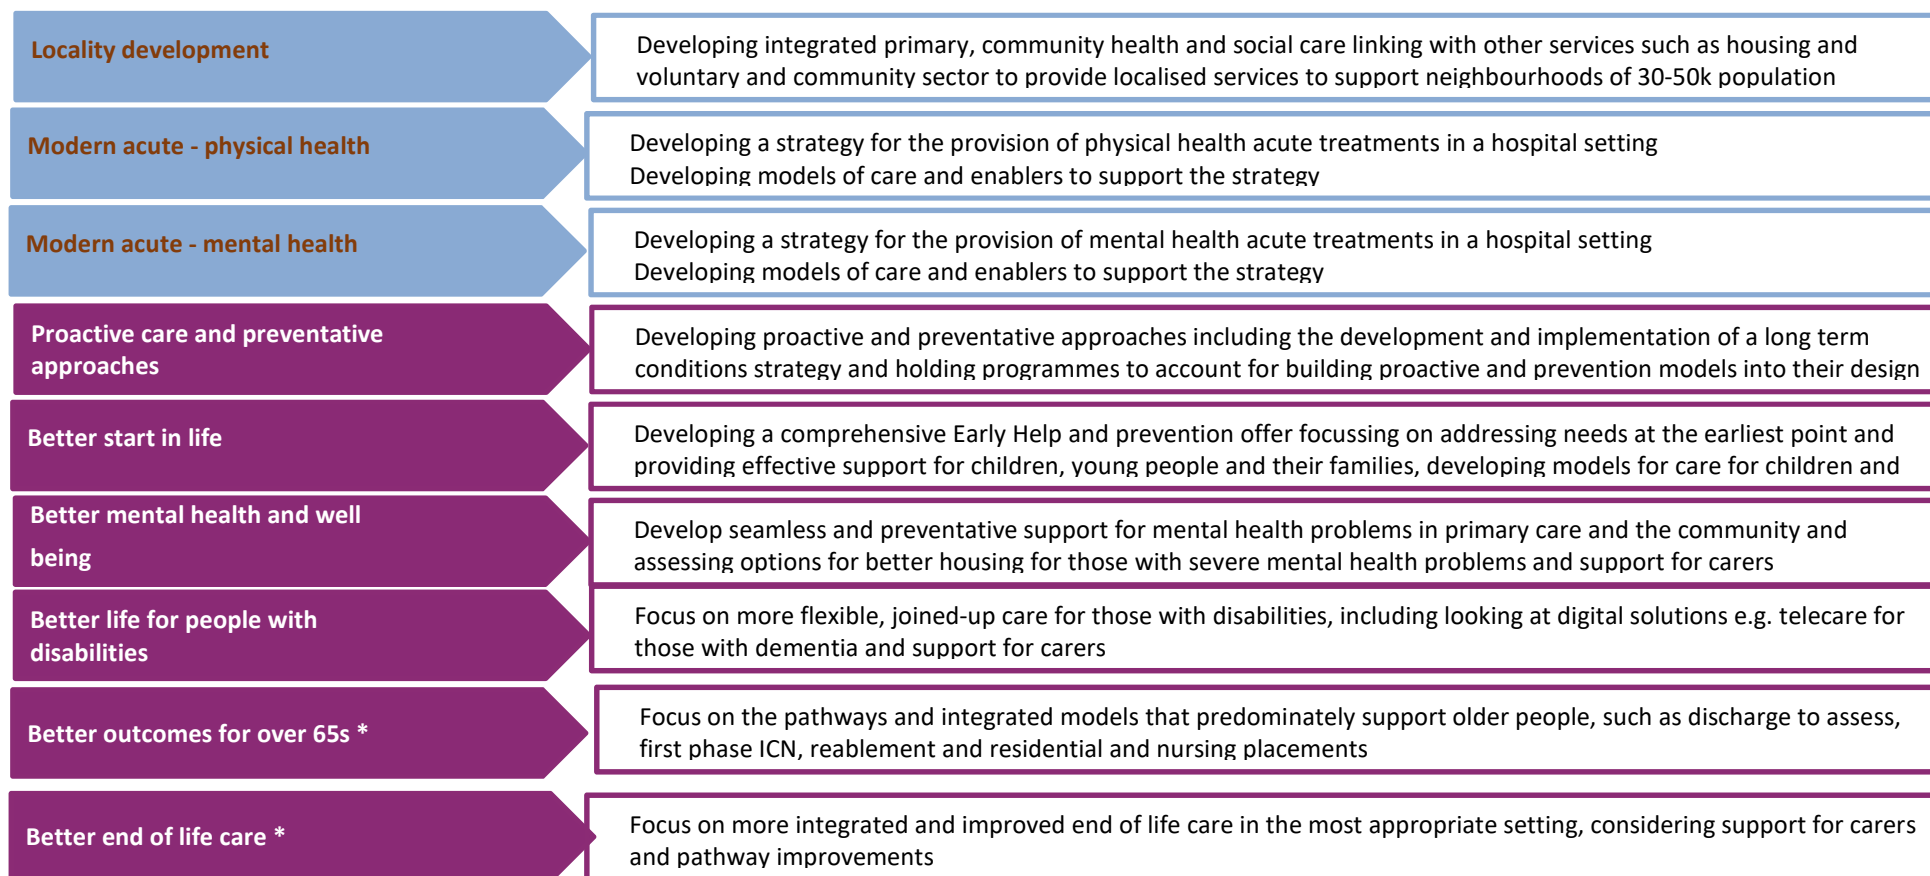 Locality development
Developing integrated primary, community health and social care linking with other services such as housing and
voluntary and community sector to provide localised services to support neighbourhoods of 30-50k population
Modern acute - physical health
Developing a strategy for the provision of physical health acute treatments in a hospital setting
Developing models of care and enablers to support the strategy
Modern acute - mental health
Developing a strategy for the provision of mental health acute treatments in a hospital setting
Developing models of care and enablers to support the strategy
Proactive care and preventative
approaches
Developing proactive and preventative approaches including the development and implementation of a long term
conditions strategy and holding programmes to account for building proactive and prevention models into their design
Better start in life
Developing a comprehensive Early Help and prevention offer focussing on addressing needs at the earliest point and
providing effective support for children, young people and their families, developing models for care for children and
Better mental health and well
being
Develop seamless and preventative support for mental health problems in primary care and the community and
assessing options for better housing for those with severe mental health problems and support for carers
Better life for people with
disabilities
Focus on more flexible, joined-up care for those with disabilities, including looking at digital solutions e.g. telecare for
those with dementia and support for carers
Better outcomes for over 65s *
Focus on the pathways and integrated models that predominately support older people, such as discharge to assess,
first phase ICN, reablement and residential and nursing placements
Better end of life care *
Focus on more integrated and improved end of life care in the most appropriate setting, considering support for carers
and pathway improvements